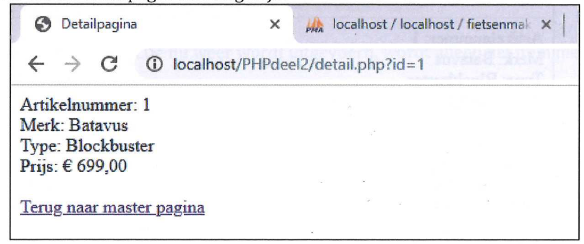 Detailpagina
localhost / localhost / fietsenmak
localhost/PHPdeel2/detail.php?id=1
Artikelnummer: 1
Merk: Batavus
Type: Blockbuster
Prijs: € 699,00
Terug naar master pagina